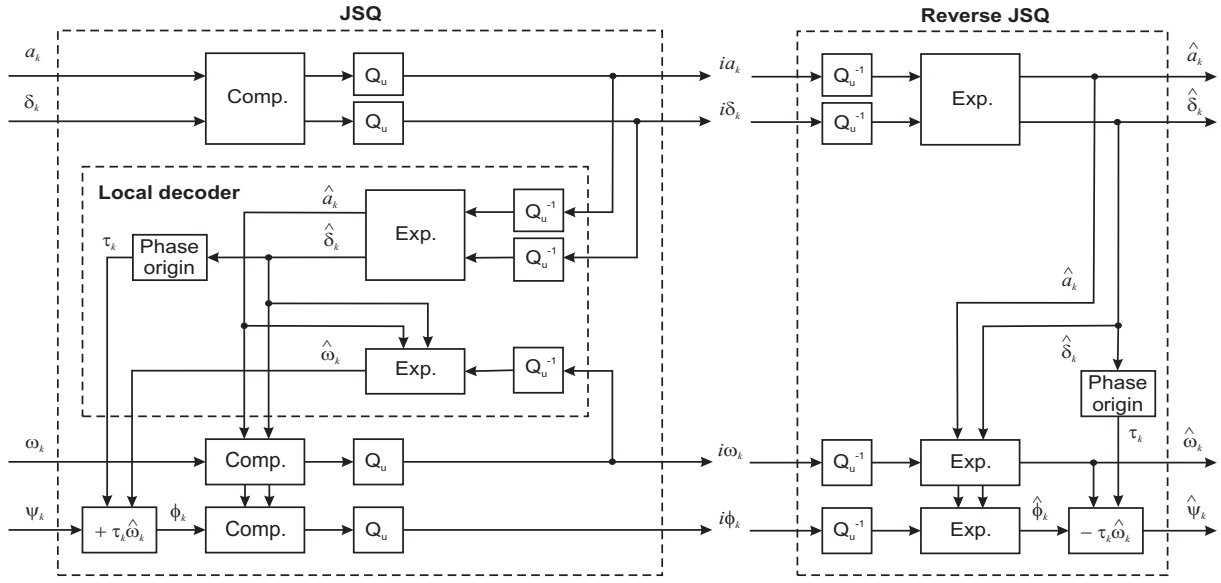 JSQ
Reverse JSQ
a_k
Comp.
Q_u
ia_k
Q_u^{-1}
Exp.
â_k
δ_k
Q_u
iδ_k
Q_u^{-1}
δ̂_k
Local decoder
â_k
Exp.
Q_u^{-1}
τ_k
Phase
origin
δ̂_k
Q_u^{-1}
â_k
ω̂_k
Exp.
Q_u^{-1}
δ̂_k
Phase
origin
ω_k
Comp.
Q_u
iω_k
Q_u^{-1}
Exp.
τ_k
ω̂_k
ψ_k
+ τ_k ω̂_k
ϕ_k
Comp.
Q_u
iϕ_k
Q_u^{-1}
Exp.
ϕ̂_k
− τ_k ω̂_k
ψ̂_k